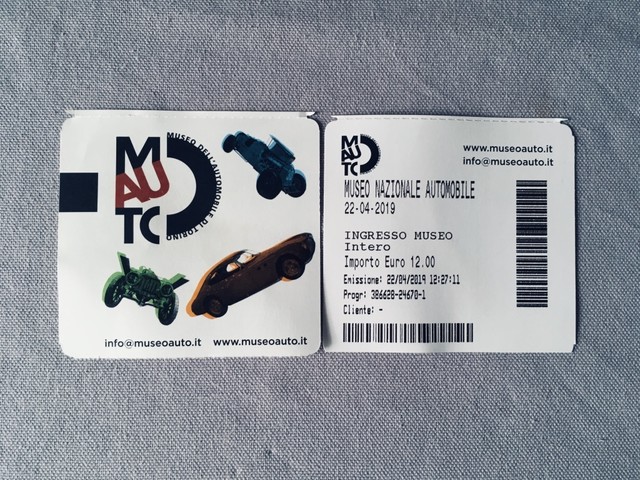 MAUTO
MUSEO DELL'AUTOMOBILE DI TORINO
info@museoauto.it www.museoauto.it
MAUTO
www.museoauto.it
info@museoauto.it
MUSEO NAZIONALE AUTOMOBILE
22-04-2019
INGRESSO MUSEO
Intero
Importo Euro 12.00
Emissione: 22/04/2019 12:27:11
Progr: 386628-24670-1
Cliente: -